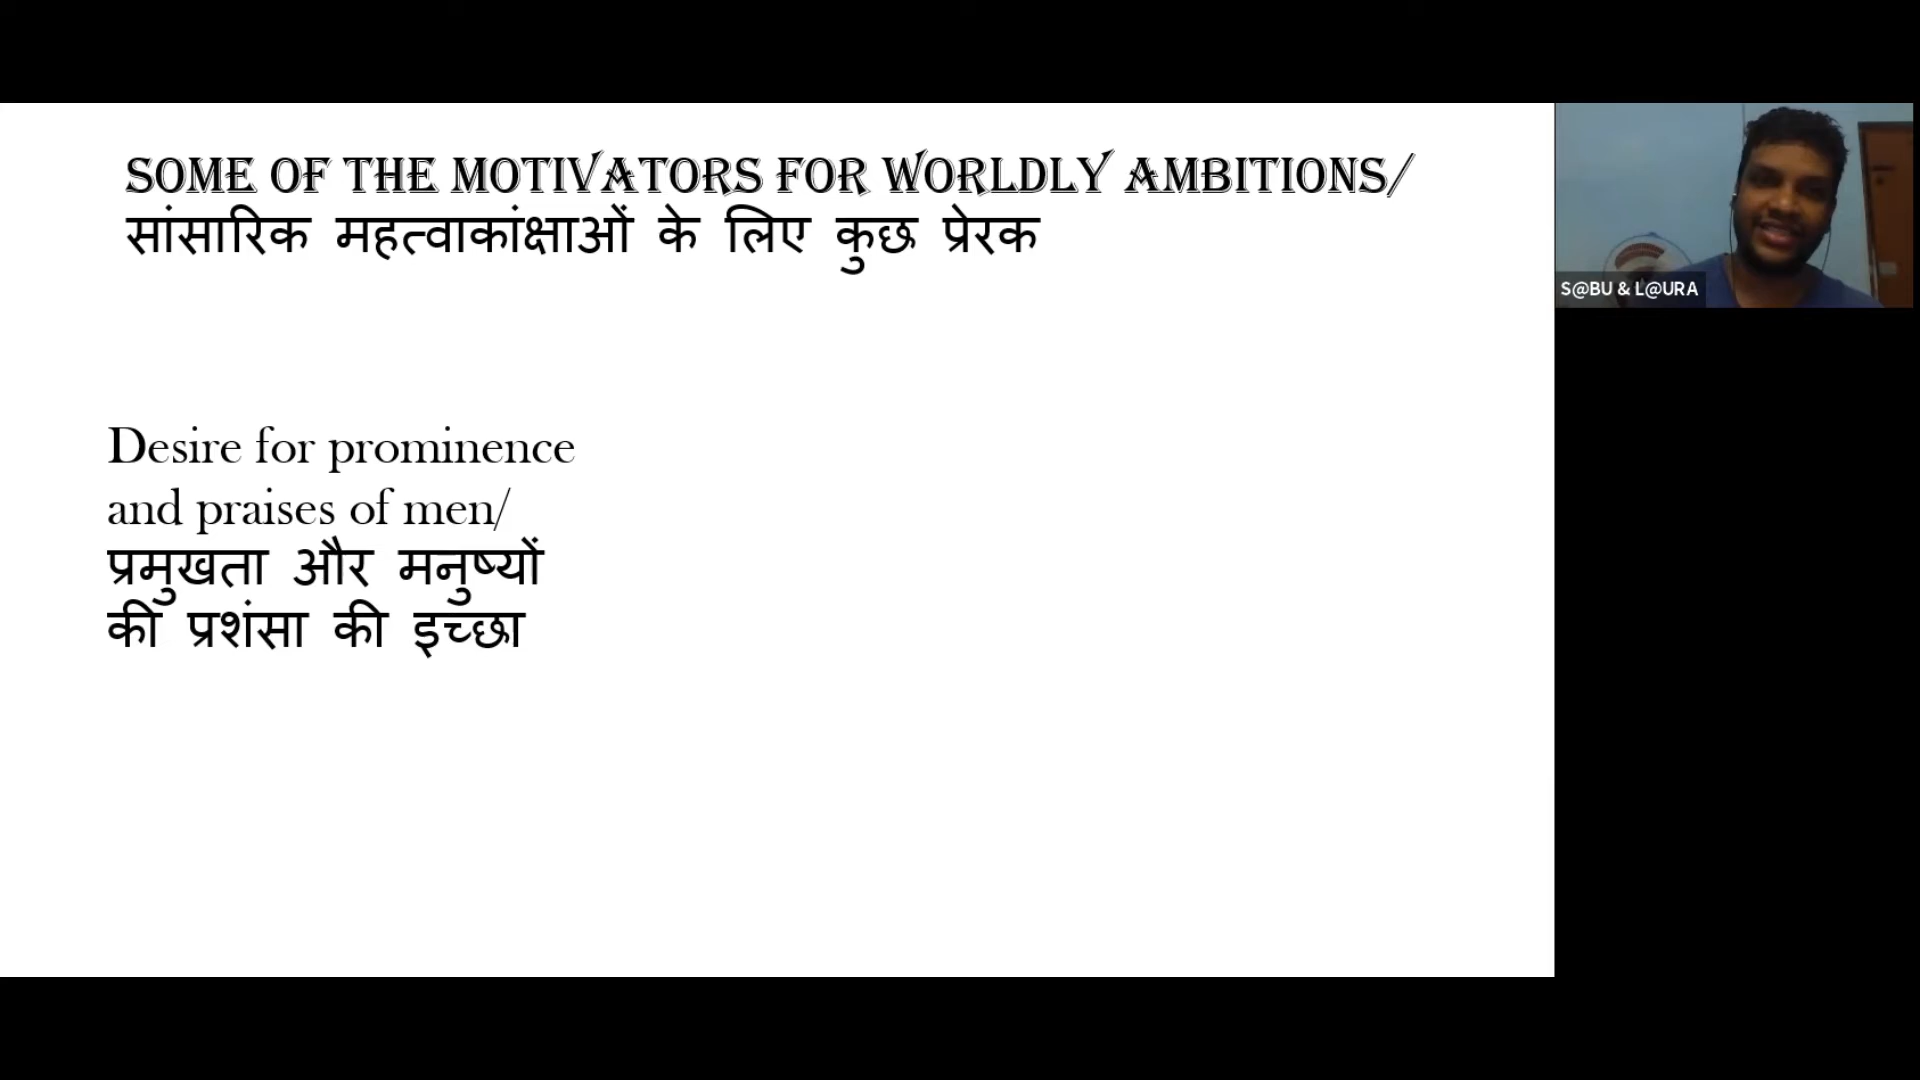 SOME OF THE MOTIVATORS FOR WORLDLY AMBITIONS/
सांसारिक महत्वाकांक्षाओं के लिए कुछ प्रेरक
Desire for prominence
and praises of men/
प्रमुखता और मनुष्यों
की प्रशंसा की इच्छा
S@BU & L@URA